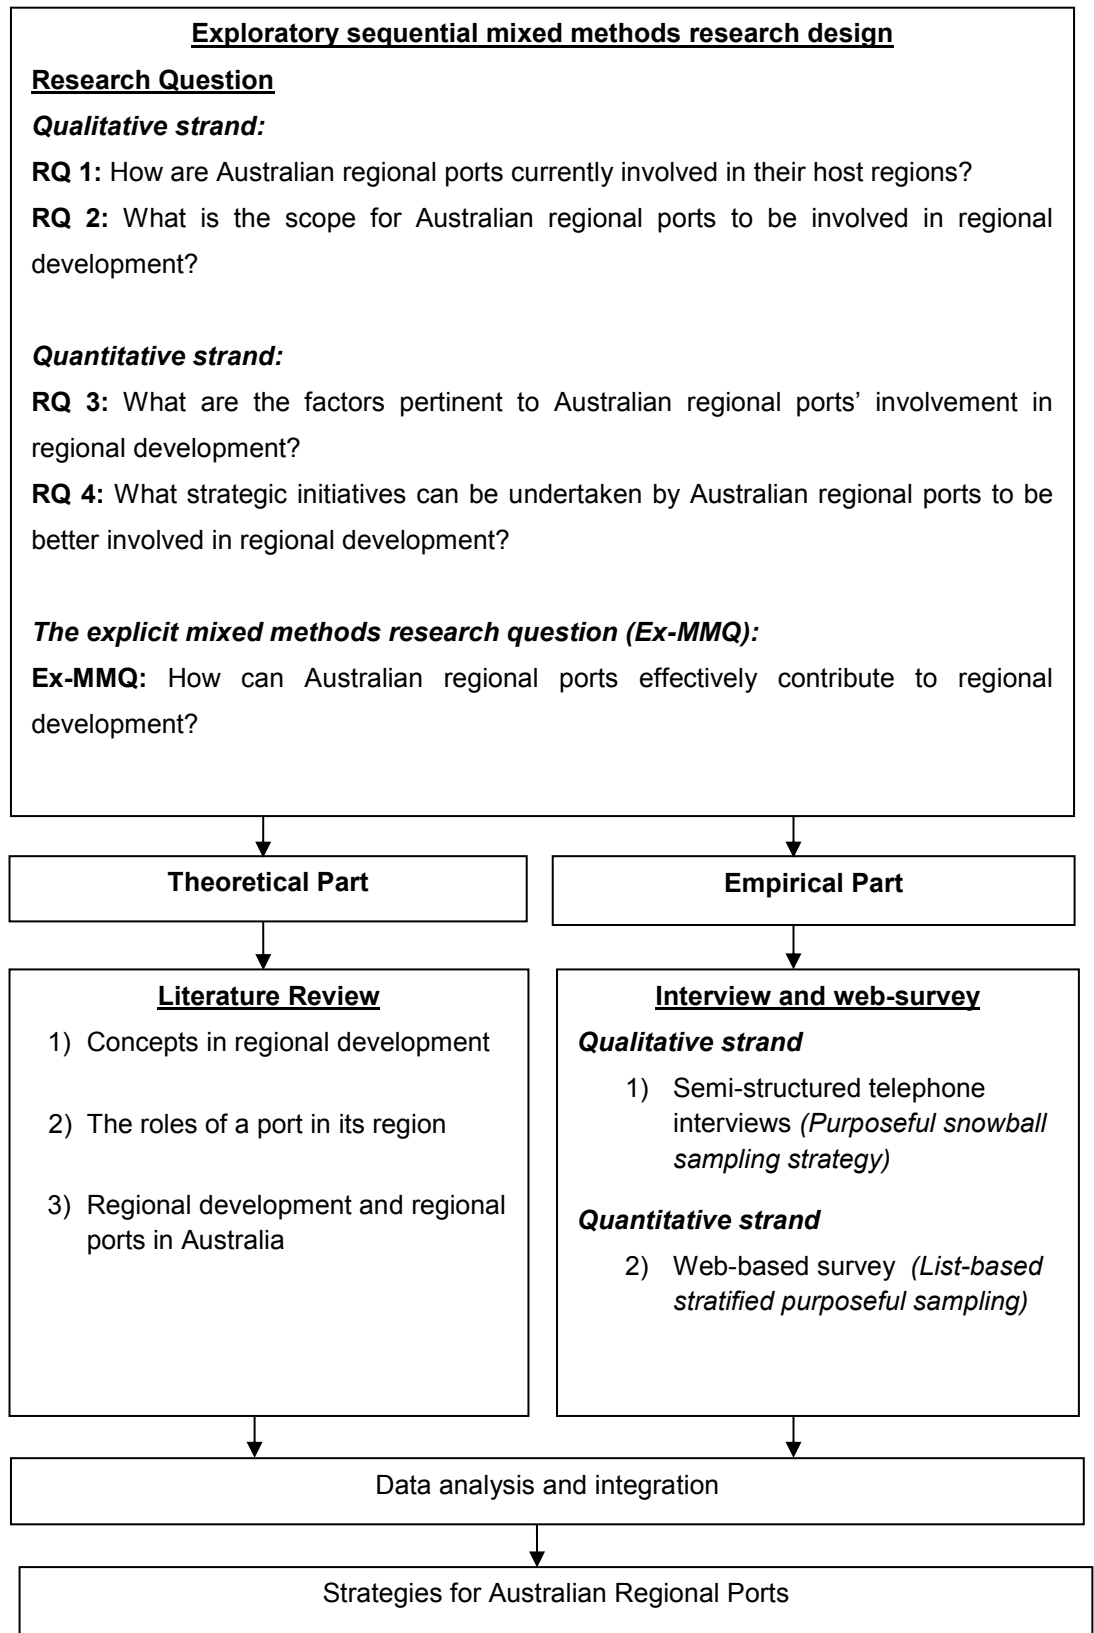 Exploratory sequential mixed methods research design
Research Question
Qualitative strand:
RQ 1: How are Australian regional ports currently involved in their host regions?
RQ 2: What is the scope for Australian regional ports to be involved in regional
development?
Quantitative strand:
RQ 3: What are the factors pertinent to Australian regional ports' involvement in
regional development?
RQ 4: What strategic initiatives can be undertaken by Australian regional ports to be
better involved in regional development?
The explicit mixed methods research question (Ex-MMQ):
Ex-MMQ: How can Australian regional ports effectively contribute to regional
development?
Theoretical Part
Empirical Part
Literature Review
1) Concepts in regional development
2) The roles of a port in its region
3) Regional development and regional
ports in Australia
Interview and web-survey
Qualitative strand
1) Semi-structured telephone
interviews (Purposeful snowball
sampling strategy)
Quantitative strand
2) Web-based survey (List-based
stratified purposeful sampling)
Data analysis and integration
Strategies for Australian Regional Ports